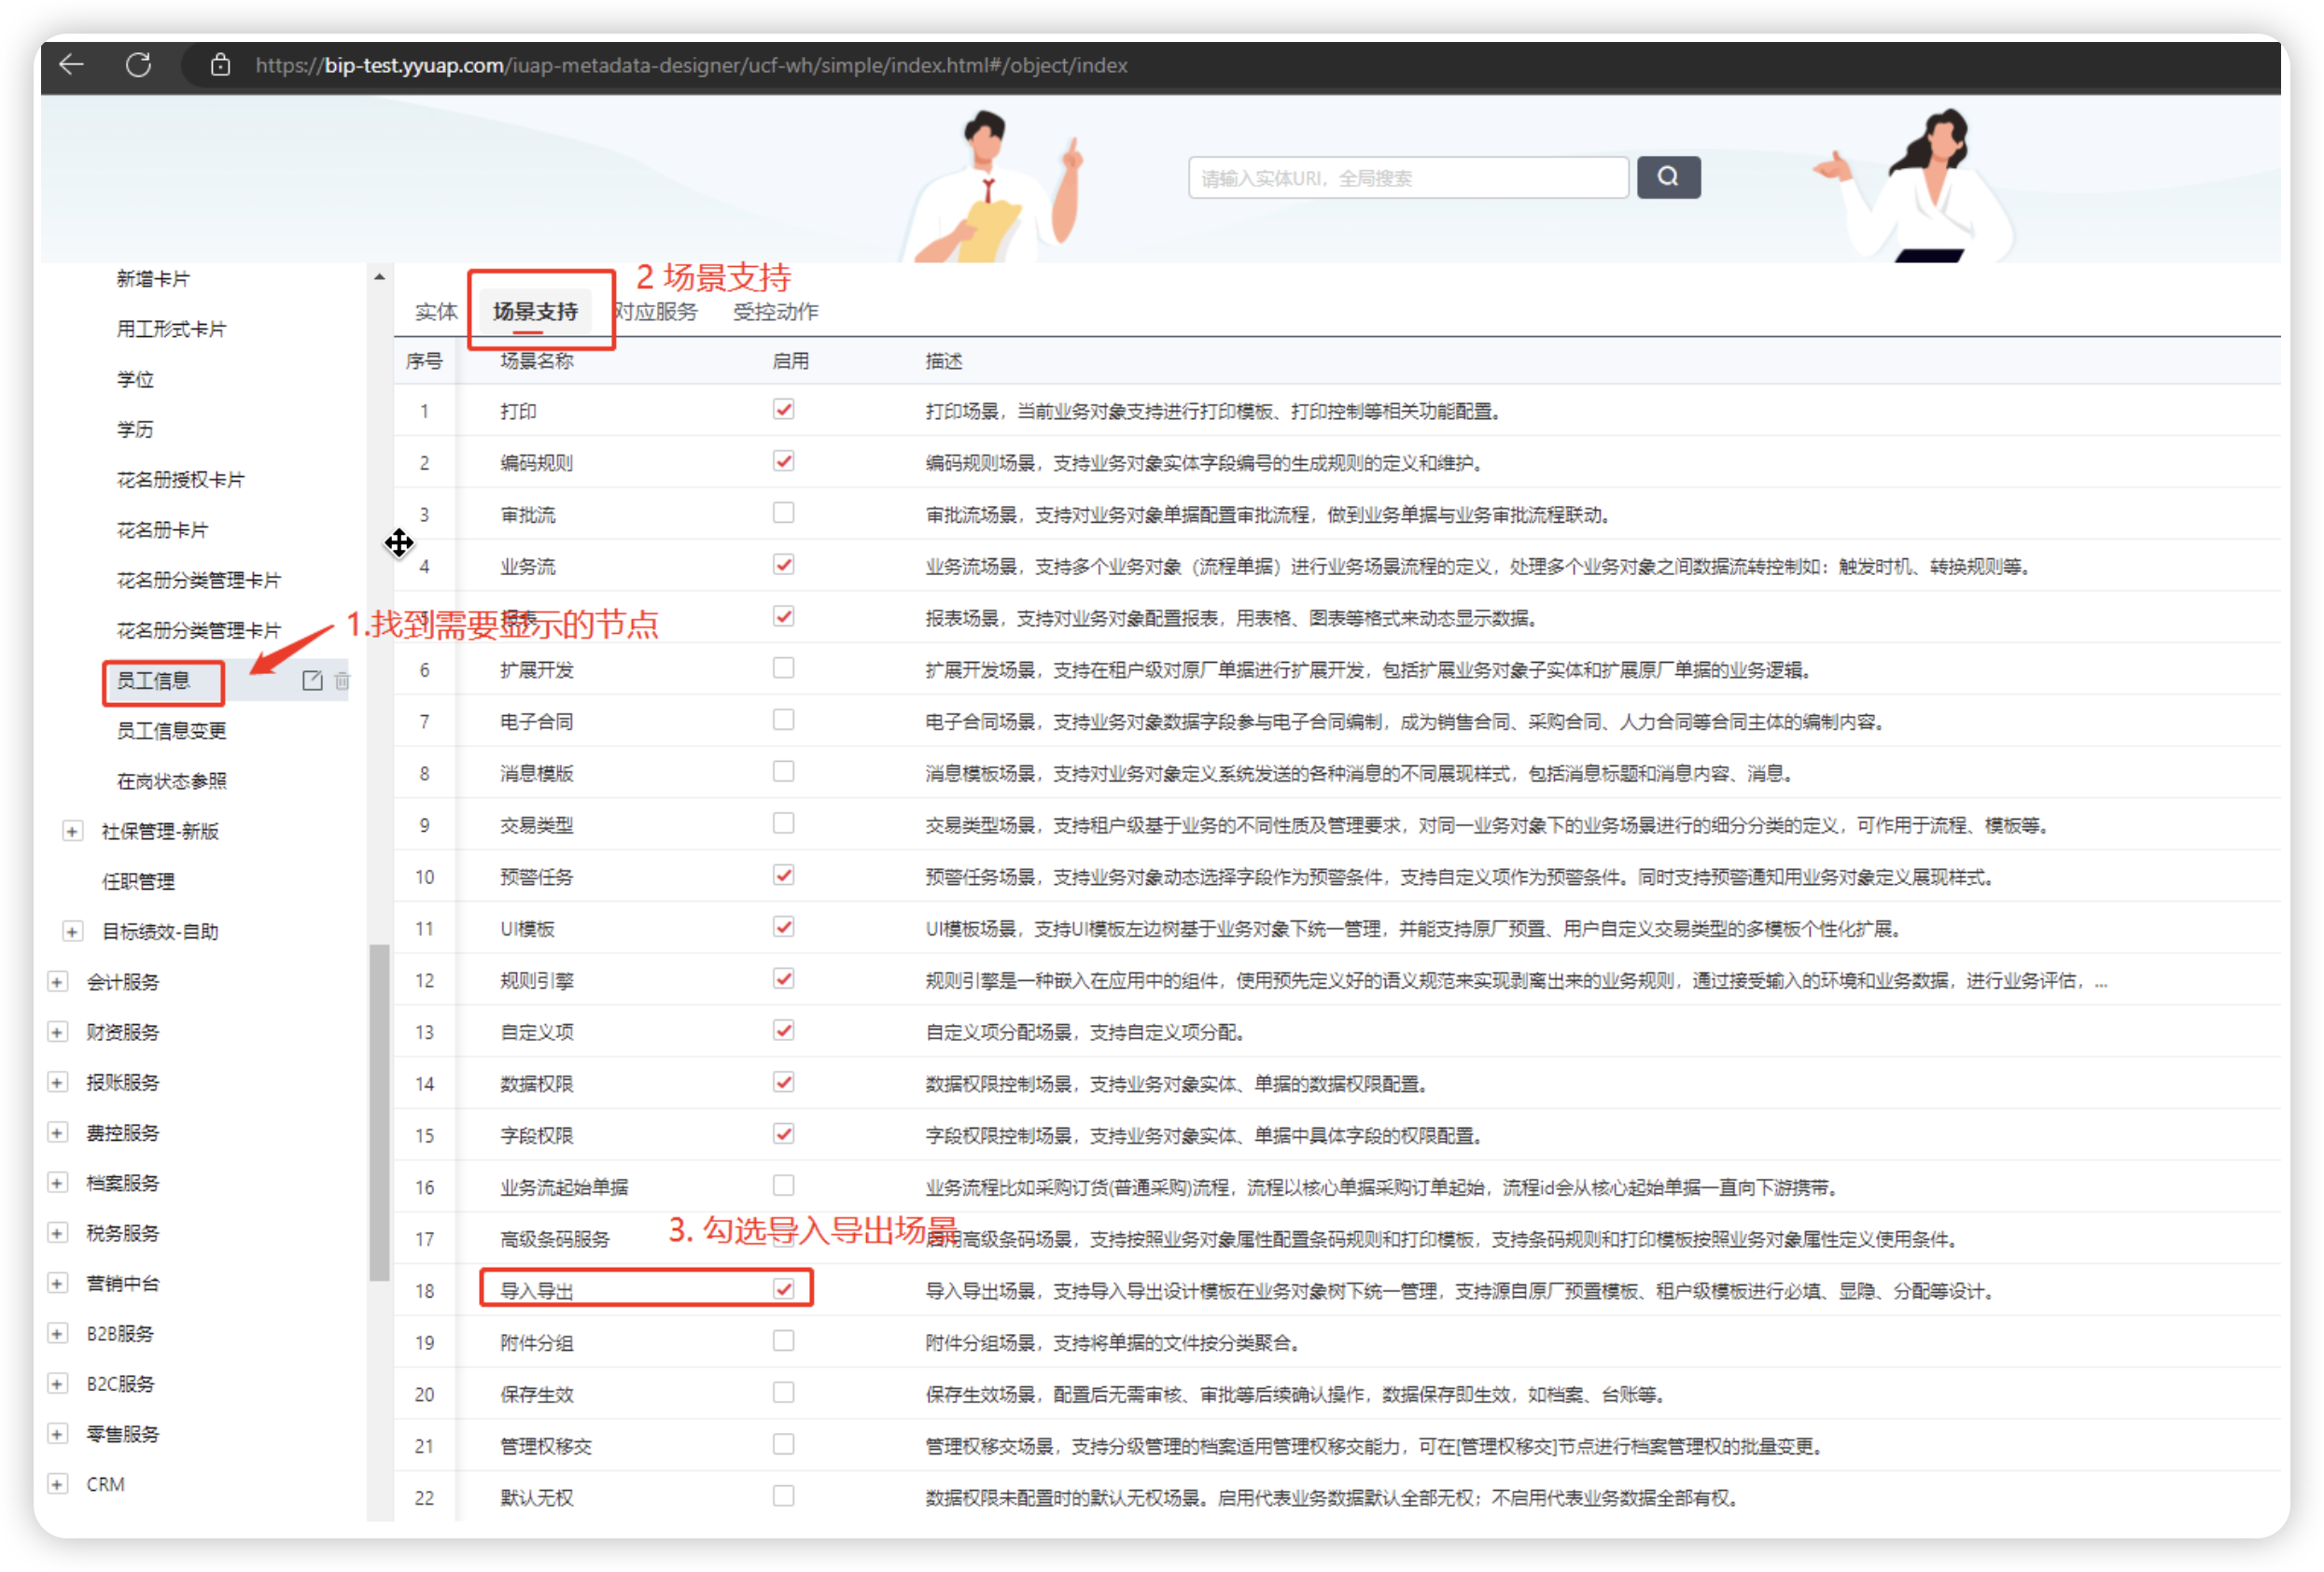 https://bip-test.yyuap.com/iuap-metadata-designer/ucf-wh/simple/index.html#/object/index
请输入实体URI，全局搜索
新增卡片
用工形式卡片
学位
学历
花名册授权卡片
花名册卡片
花名册分类管理卡片
花名册分类管理卡片
员工信息
员工信息变更
在岗状态参照
社保管理-新版
任职管理
目标绩效-自助
会计服务
财资服务
报账服务
费控服务
档案服务
税务服务
营销中台
B2B服务
B2C服务
零售服务
CRM
1.找到需要显示的节点
2 场景支持
实体 场景支持 对应服务 受控动作
序号 场景名称 启用 描述
1 打印 打印场景，当前业务对象支持进行打印模板、打印控制等相关功能配置。
2 编码规则 编码规则场景，支持业务对象实体字段编号的生成规则的定义和维护。
3 审批流 审批流场景，支持对业务对象单据配置审批流程，做到业务单据与业务审批流程联动。
4 业务流 业务流场景，支持多个业务对象（流程单据）进行业务场景流程的定义，处理多个业务对象之间数据流转控制如：触发时机、转换规则等。
5 报表 报表场景，支持对业务对象配置报表，用表格、图表等格式来动态显示数据。
6 扩展开发 扩展开发场景，支持在租户级对原厂单据进行扩展开发，包括扩展业务对象子实体和扩展原厂单据的业务逻辑。
7 电子合同 电子合同场景，支持业务对象数据字段参与电子合同编制，成为销售合同、采购合同、人力合同等合同主体的编制内容。
8 消息模版 消息模板场景，支持对业务对象定义系统发送的各种消息的不同展现样式，包括消息标题和消息内容、消息。
9 交易类型 交易类型场景，支持租户级基于业务的不同性质及管理要求，对同一业务对象下的业务场景进行的细分分类的定义，可作用于流程、模板等。
10 预警任务 预警任务场景，支持业务对象动态选择字段作为预警条件，支持自定义项作为预警条件。同时支持预警通知用业务对象定义展现样式。
11 UI模板 UI模板场景，支持UI模板左边树基于业务对象下统一管理，并能支持原厂预置、用户自定义交易类型的多模板个性化扩展。
12 规则引擎 规则引擎是一种嵌入在应用中的组件，使用预先定义好的语义规范来实现剥离出来的业务规则，通过接受输入的环境和业务数据，进行业务评估，...
13 自定义项 自定义项分配场景，支持自定义项分配。
14 数据权限 数据权限控制场景，支持业务对象实体、单据的数据权限配置。
15 字段权限 字段权限控制场景，支持业务对象实体、单据中具体字段的权限配置。
16 业务流起始单据 业务流程比如采购订货(普通采购)流程，流程以核心单据采购订单起始，流程id会从核心起始单据一直向下游携带。
3. 勾选导入导出场景
17 高级条码服务 启用高级条码场景，支持按照业务对象属性配置条码规则和打印模板，支持条码规则和打印模板按照业务对象属性定义使用条件。
18 导入导出 导入导出场景，支持导入导出设计模板在业务对象树下统一管理，支持源自原厂预置模板、租户级模板进行必填、显隐、分配等设计。
19 附件分组 附件分组场景，支持将单据的文件按分类聚合。
20 保存生效 保存生效场景，配置后无需审核、审批等后续确认操作，数据保存即生效，如档案、台账等。
21 管理权移交 管理权移交场景，支持分级管理的档案适用管理权移交能力，可在[管理权移交]节点进行档案管理权的批量变更。
22 默认无权 数据权限未配置时的默认无权场景。启用代表业务数据默认全部无权；不启用代表业务数据全部有权。